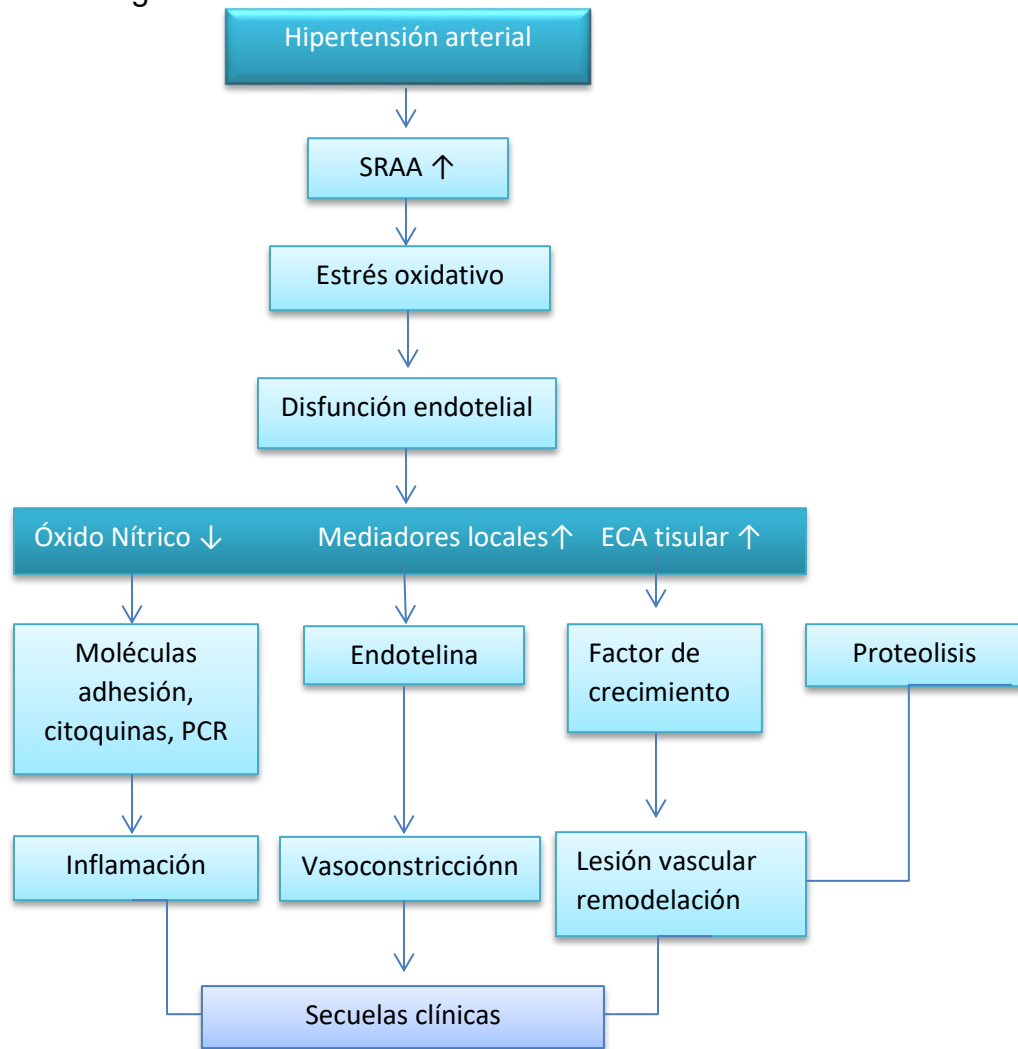 Hipertensión arterial
SRAA ↑
Estrés oxidativo
Disfunción endotelial
Óxido Nítrico ↓ Mediadores locales↑ ECA tisular ↑
Moléculas
adhesión,
citoquinas, PCR
Endotelina
Factor de
crecimiento
Proteolisis
Inflamación
Vasoconstricciónn
Lesión vascular
remodelación
Secuelas clínicas